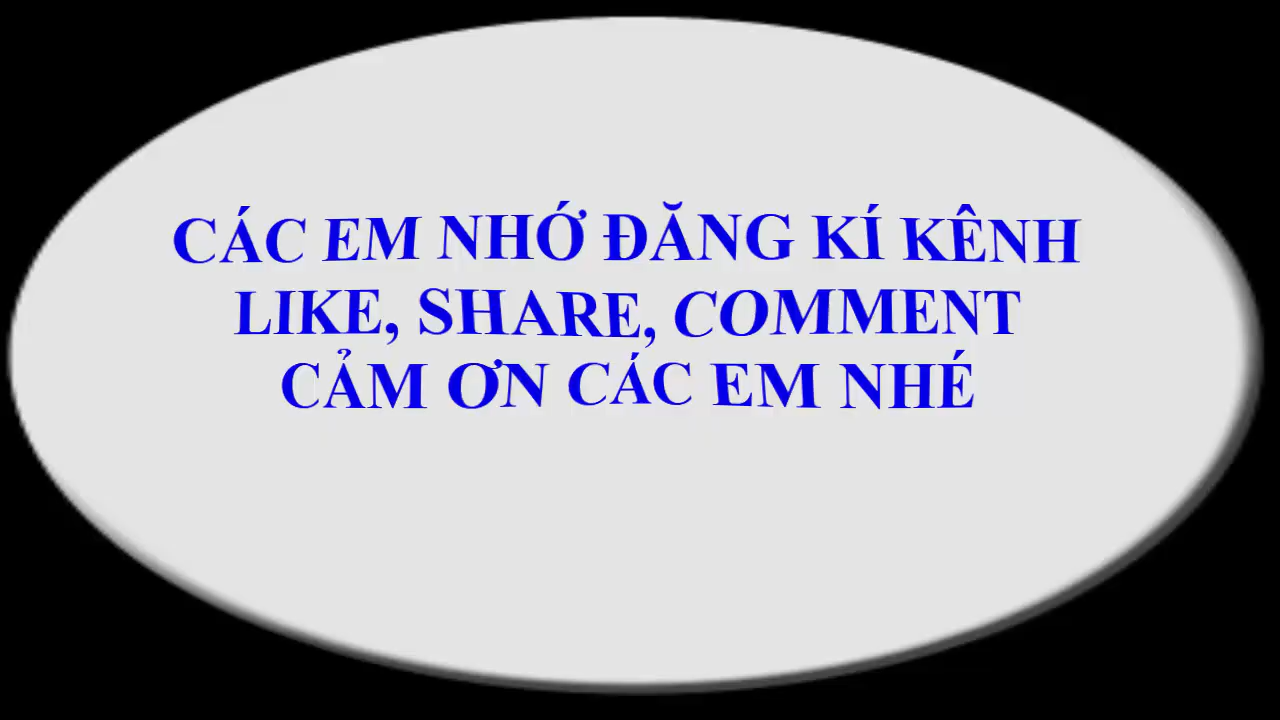 CÁC EM NHỚ ĐĂNG KÍ KÊNH
LIKE, SHARE, COMMENT
CẢM ƠN CÁC EM NHÉ